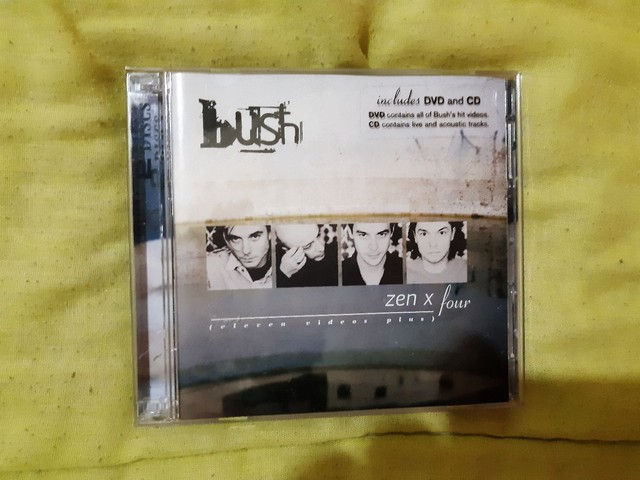 bush
includes DVD and CD
DVD contains all of Bush's hit videos.
CD contains live and acoustic tracks.
zen x four
(eleven videos plus)